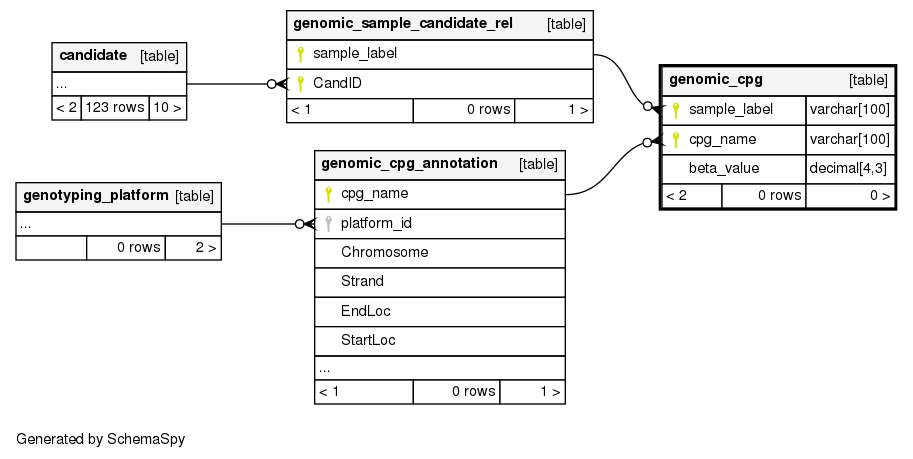 candidate [table]
...
< 2 123 rows 10 >
genomic_sample_candidate_rel [table]
sample_label
CandID
< 1 0 rows 1 >
genomic_cpg [table]
sample_label varchar[100]
cpg_name varchar[100]
beta_value decimal[4,3]
< 2 0 rows 0 >
genotyping_platform [table]
...
0 rows 2 >
genomic_cpg_annotation [table]
cpg_name
platform_id
Chromosome
Strand
EndLoc
StartLoc
...
< 1 0 rows 1 >
Generated by SchemaSpy